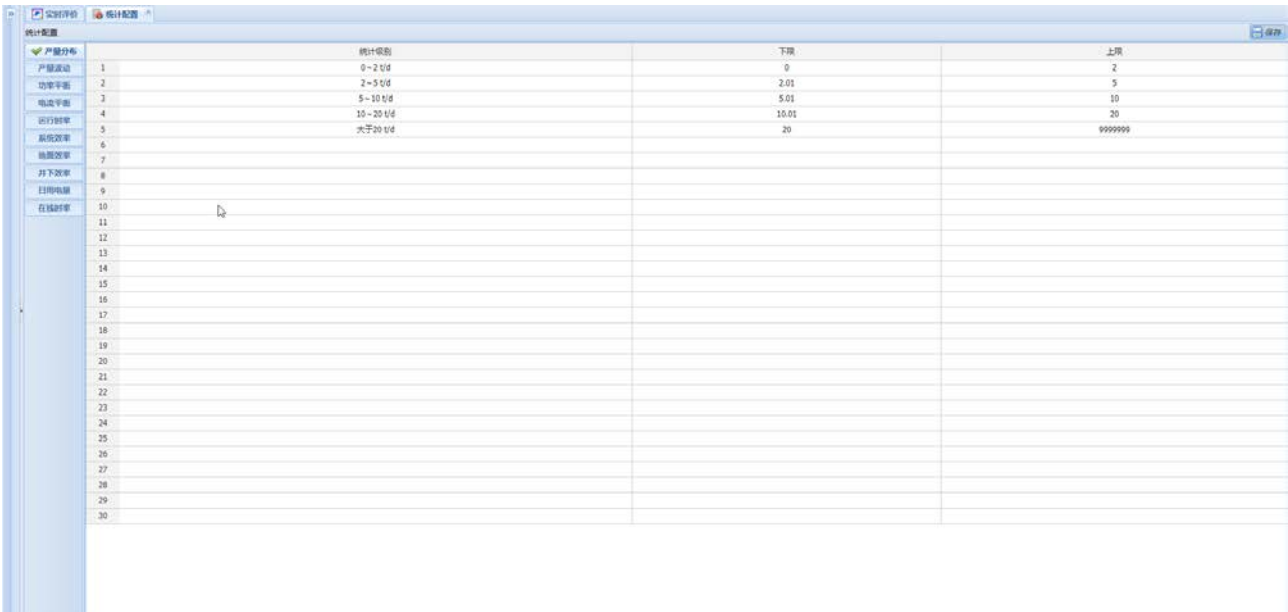 实时评价 统计配置
统计配置 保存
产量分布 统计级别 下限 上限
产量波动 1 0~2 t/d 0 2
功率平衡 2 2~5 t/d 2.01 5
电流平衡 3 5~10 t/d 5.01 10
运行时率 4 10~20 t/d 10.01 20
系统效率 5 大于20 t/d 20 9999999
地面效率 6
7
井下效率 8
日用电量 9
在线时率 10
11
12
13
14
15
16
17
18
19
20
21
22
23
24
25
26
27
28
29
30